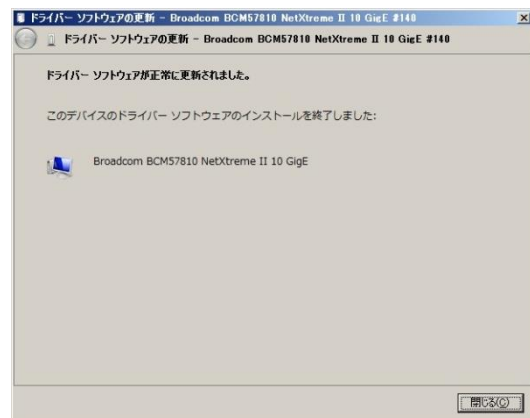 ドライバー ソフトウェアの更新 - Broadcom BCM57810 NetXtreme II 10 GigE #140
ドライバー ソフトウェアの更新 - Broadcom BCM57810 NetXtreme II 10 GigE #140
ドライバー ソフトウェアが正常に更新されました。
このデバイスのドライバー ソフトウェアのインストールを終了しました:
Broadcom BCM57810 NetXtreme II 10 GigE
閉じる(C)